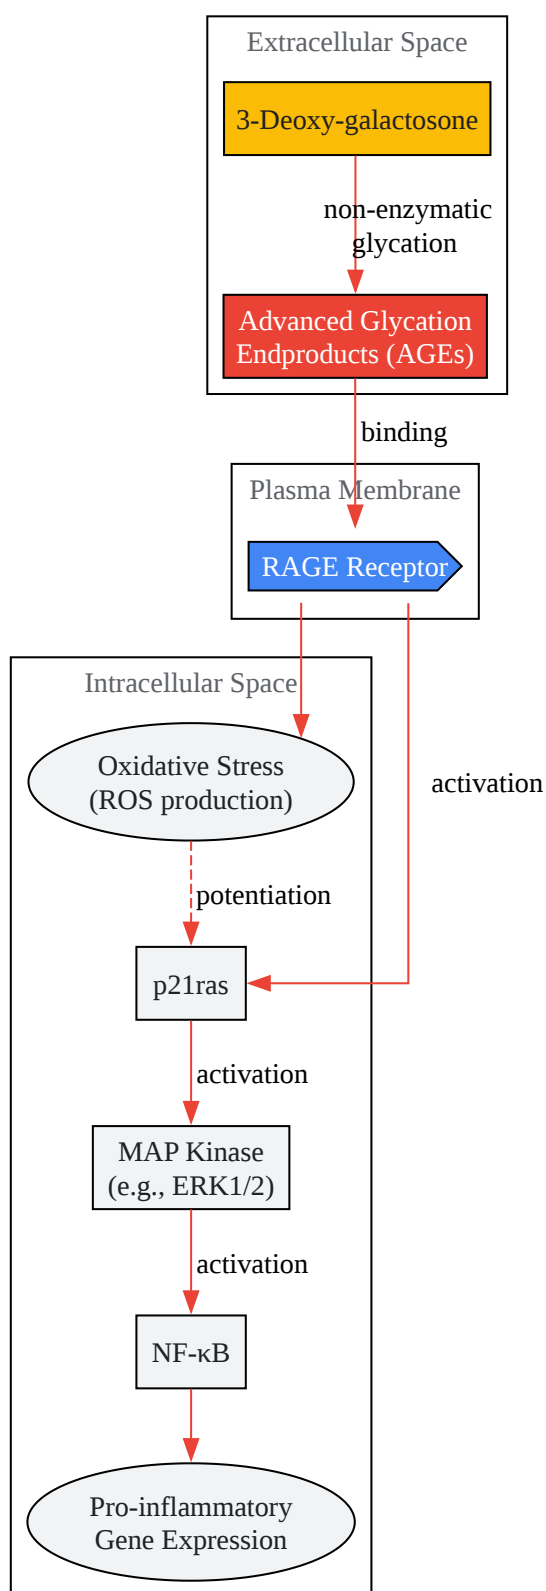 Extracellular Space
3-Deoxy-galactosone
non-enzymatic
glycation
Advanced Glycation
Endproducts (AGEs)
binding
Plasma Membrane
RAGE Receptor
Intracellular Space
Oxidative Stress
(ROS production)
activation
potentiation
p21ras
activation
MAP Kinase
(e.g., ERK1/2)
activation
NF-κB
Pro-inflammatory
Gene Expression